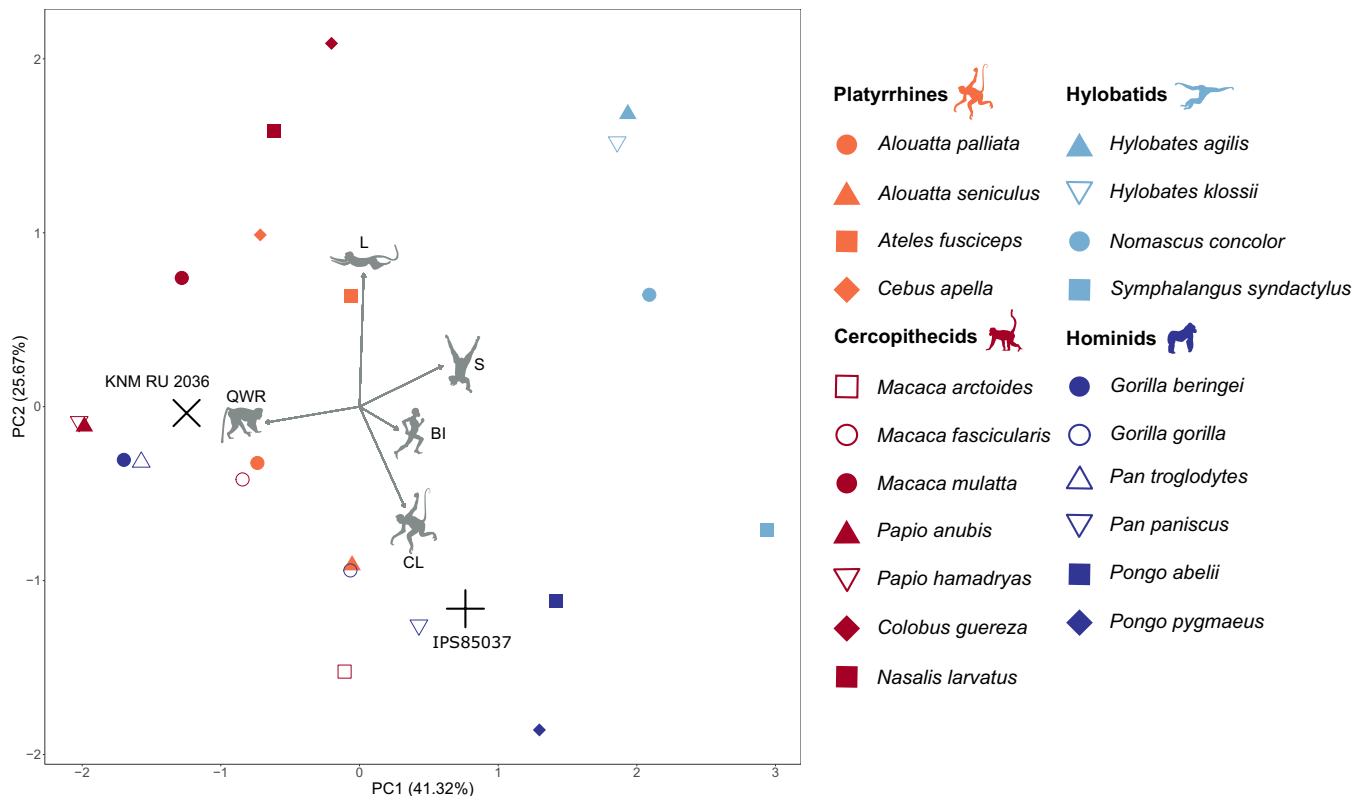 PC2 (25.67%)
2
1
0
−1
−2
L
S
KNM RU 2036
QWR
BI
CL
IPS85037
−2
−1
0
1
2
3
PC1 (41.32%)
Platyrrhines
Alouatta palliata
Alouatta seniculus
Ateles fusciceps
Cebus apella
Cercopithecids
Macaca arctoides
Macaca fascicularis
Macaca mulatta
Papio anubis
Papio hamadryas
Colobus guereza
Nasalis larvatus
Hylobatids
Hylobates agilis
Hylobates klossii
Nomascus concolor
Symphalangus syndactylus
Hominids
Gorilla beringei
Gorilla gorilla
Pan troglodytes
Pan paniscus
Pongo abelii
Pongo pygmaeus